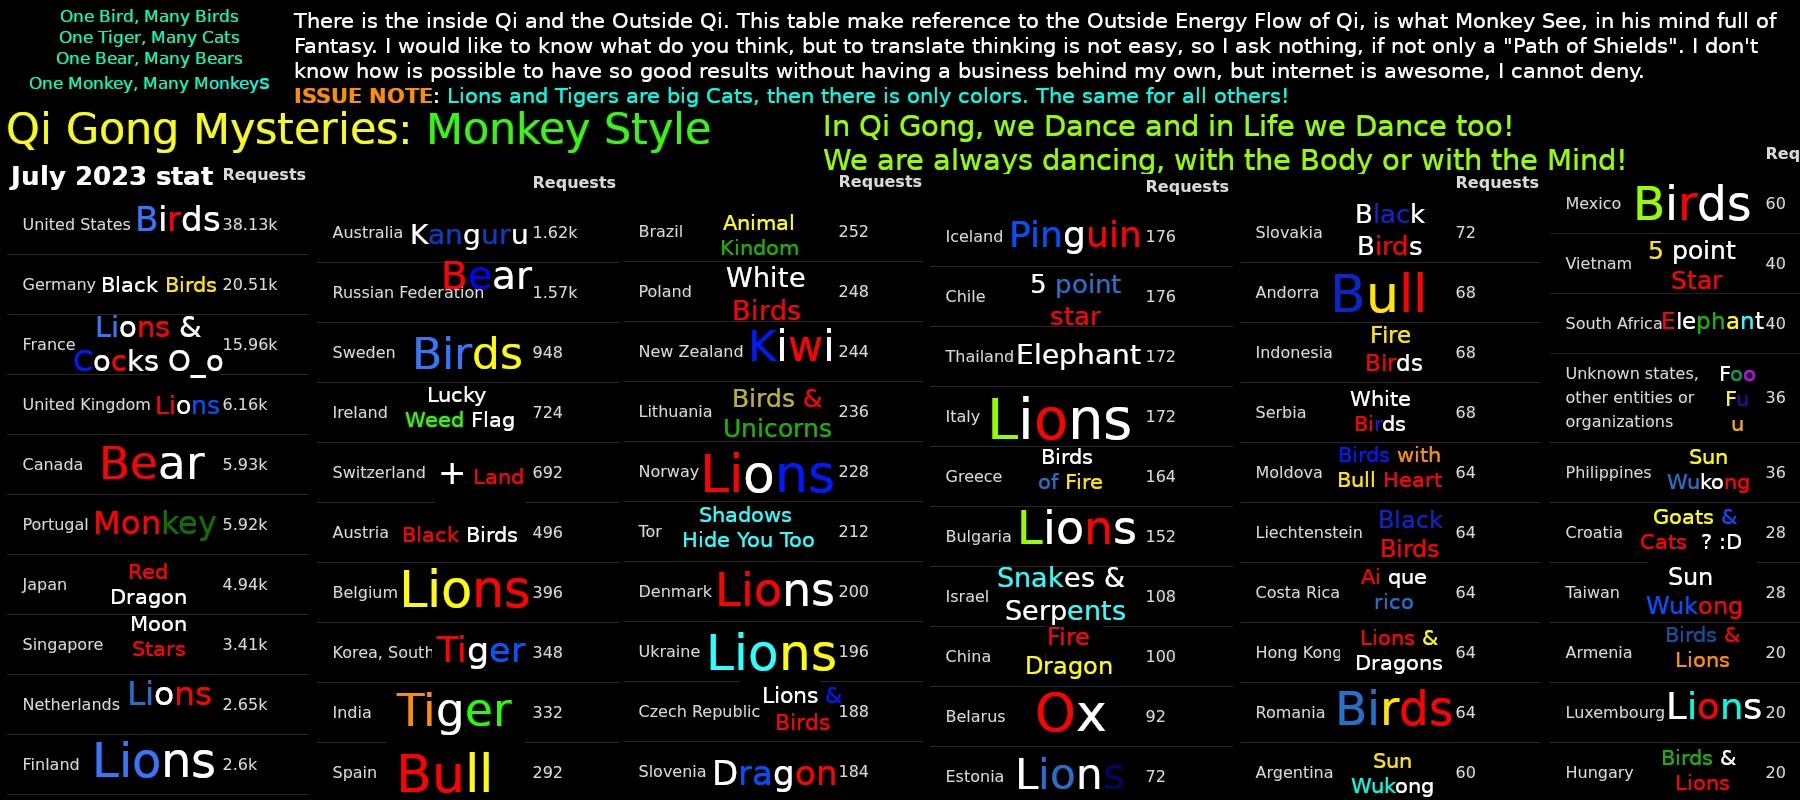 One Bird, Many Birds
One Tiger, Many Cats
One Bear, Many Bears
One Monkey, Many Monkeys
There is the inside Qi and the Outside Qi. This table make reference to the Outside Energy Flow of Qi, is what Monkey See, in his mind full of
Fantasy. I would like to know what do you think, but to translate thinking is not easy, so I ask nothing, if not only a "Path of Shields". I don't
know how is possible to have so good results without having a business behind my own, but internet is awesome, I cannot deny.
ISSUE NOTE: Lions and Tigers are big Cats, then there is only colors. The same for all others!
Qi Gong Mysteries: Monkey Style
In Qi Gong, we Dance and in Life we Dance too!
We are always dancing, with the Body or with the Mind!
July 2023 stat Requests
United States Birds 38.13k
Germany Black Birds 20.51k
France Lions &
Cocks O_o 15.96k
United Kingdom Lions 6.16k
Canada Bear 5.93k
Portugal Monkey 5.92k
Japan Red
Dragon 4.94k
Singapore Moon
Stars 3.41k
Netherlands Lions 2.65k
Finland Lions 2.6k
Requests
Australia Kanguru 1.62k
Russian Federation Bear 1.57k
Sweden Birds 948
Ireland Lucky
Weed Flag 724
Switzerland + Land 692
Austria Black Birds 496
Belgium Lions 396
Korea, South Tiger 348
India Tiger 332
Spain Bull 292
Requests
Brazil Animal
Kindom 252
Poland White
Birds 248
New Zealand Kiwi 244
Lithuania Birds &
Unicorns 236
Norway Lions 228
Tor Shadows
Hide You Too 212
Denmark Lions 200
Ukraine Lions 196
Czech Republic Lions &
Birds 188
Slovenia Dragon 184
Requests
Iceland Pinguin 176
Chile 5 point
star 176
Thailand Elephant 172
Italy Lions 172
Greece Birds
of Fire 164
Bulgaria Lions 152
Israel Snakes &
Serpents 108
China Fire
Dragon 100
Belarus Ox 92
Estonia Lions 72
Requests
Slovakia Black
Birds 72
Andorra Bull 68
Indonesia Fire
Birds 68
Serbia White
Birds 68
Moldova Birds with
Bull Heart 64
Liechtenstein Black
Birds 64
Costa Rica Ai que
rico 64
Hong Kong Lions &
Dragons 64
Romania Birds 64
Argentina Sun
Wukong 60
Req
Mexico Birds 60
Vietnam 5 point
Star 40
South Africa Elephant 40
Unknown states, Foo
other entities or Fu 36
organizations u
Philippines Sun
Wukong 36
Croatia Goats &
Cats ? :D 28
Taiwan Sun
Wukong 28
Armenia Birds &
Lions 20
Luxembourg Lions 20
Hungary Birds &
Lions 20